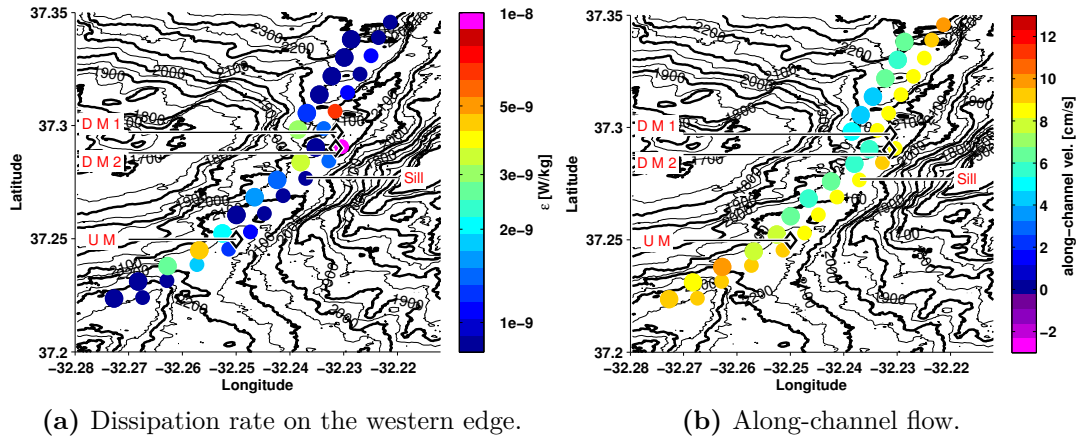 37.35
37.3
37.25
37.2
Latitude
−32.28 −32.27 −32.26 −32.25 −32.24 −32.23 −32.22
Longitude
D M 1
D M 2
U M
Sill
2200
2100
2000
1900
1800
1700
1e−8
5e−9
3e−9
2e−9
1e−9
ε [W/kg]
37.35
37.3
37.25
37.2
Latitude
−32.28 −32.27 −32.26 −32.25 −32.24 −32.23 −32.22
Longitude
D M 1
D M 2
U M
Sill
2200
2100
2000
1900
1800
1700
12
10
8
6
4
2
0
−2
along−channel vel. [cm/s]
(a) Dissipation rate on the western edge.
(b) Along-channel flow.